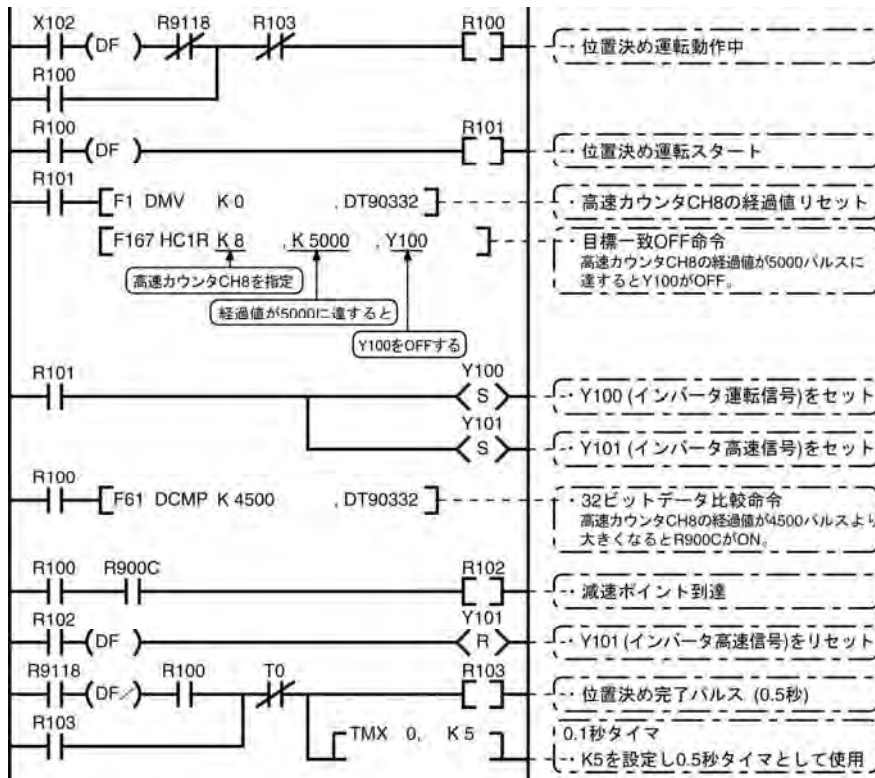 X102 R9118 R103 R100
(DF)
位置決め運転動作中
R100
R100 R101
(DF)
位置決め運転スタート
R101
F1 DMV K 0 , DT90332
高速カウンタCH8の経過値リセット
F167 HC1R K 8 , K 5000 , Y100
目標一致OFF命令
高速カウンタCH8の経過値が5000パルスに
達するとY100がOFF。
高速カウンタCH8を指定
経過値が5000に達すると
Y100をOFFする
R101 Y100
S
Y100 (インバータ運転信号)をセット
Y101
S
Y101 (インバータ高速信号)をセット
R100
F61 DCMP K 4500 , DT90332
32ビットデータ比較命令
高速カウンタCH8の経過値が4500パルスより
大きくなるとR900CがON。
R100 R900C R102
減速ポイント到達
R102 Y101
(DF) R
Y101 (インバータ高速信号)をリセット
R9118 R100 T0 R103
(DF/)
位置決め完了パルス (0.5秒)
R103
TMX 0, K 5
0.1秒タイマ
K5を設定し0.5秒タイマとして使用